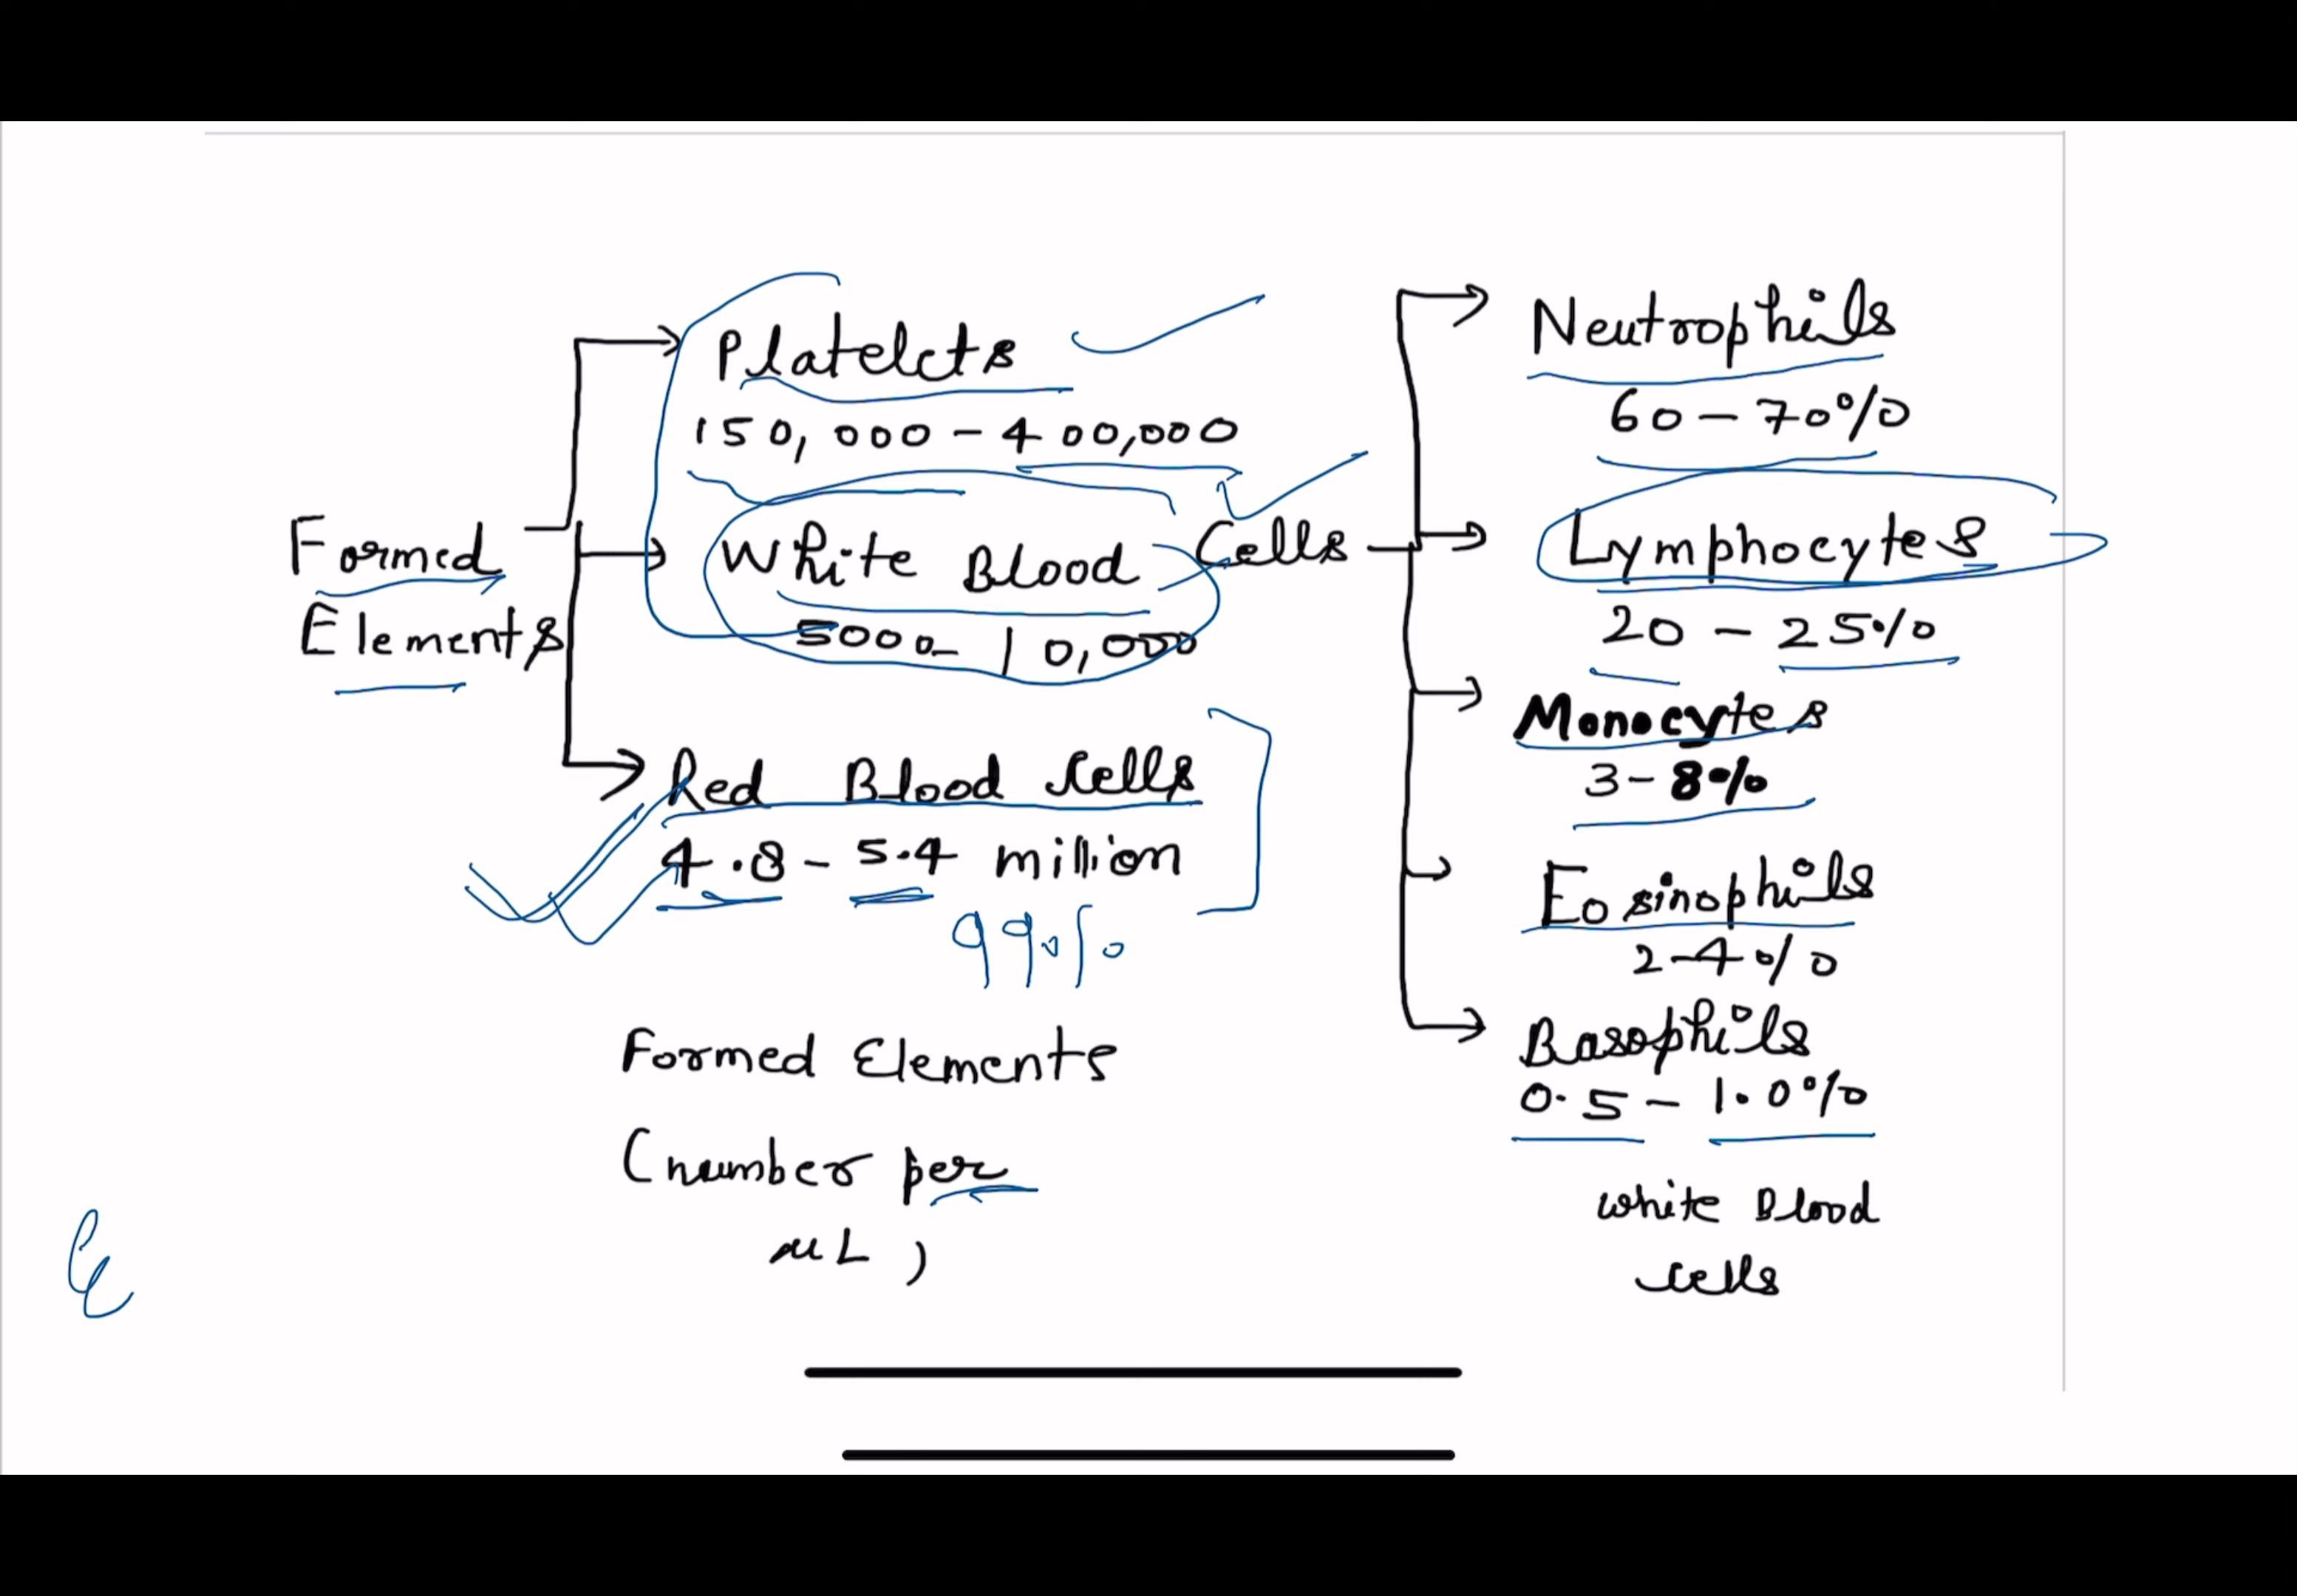 Formed
Elements
Platelets
150,000 - 400,000
White Blood Cells
5000 - 10,000
Red Blood Cells
4.8 - 5.4 million
99%
Formed Elements
(number per
μL)
Neutrophils
60 - 70%
Lymphocytes
20 - 25%
Monocytes
3 - 8%
Eosinophils
2-4%
Basophils
0.5 - 1.0%
White Blood
cells